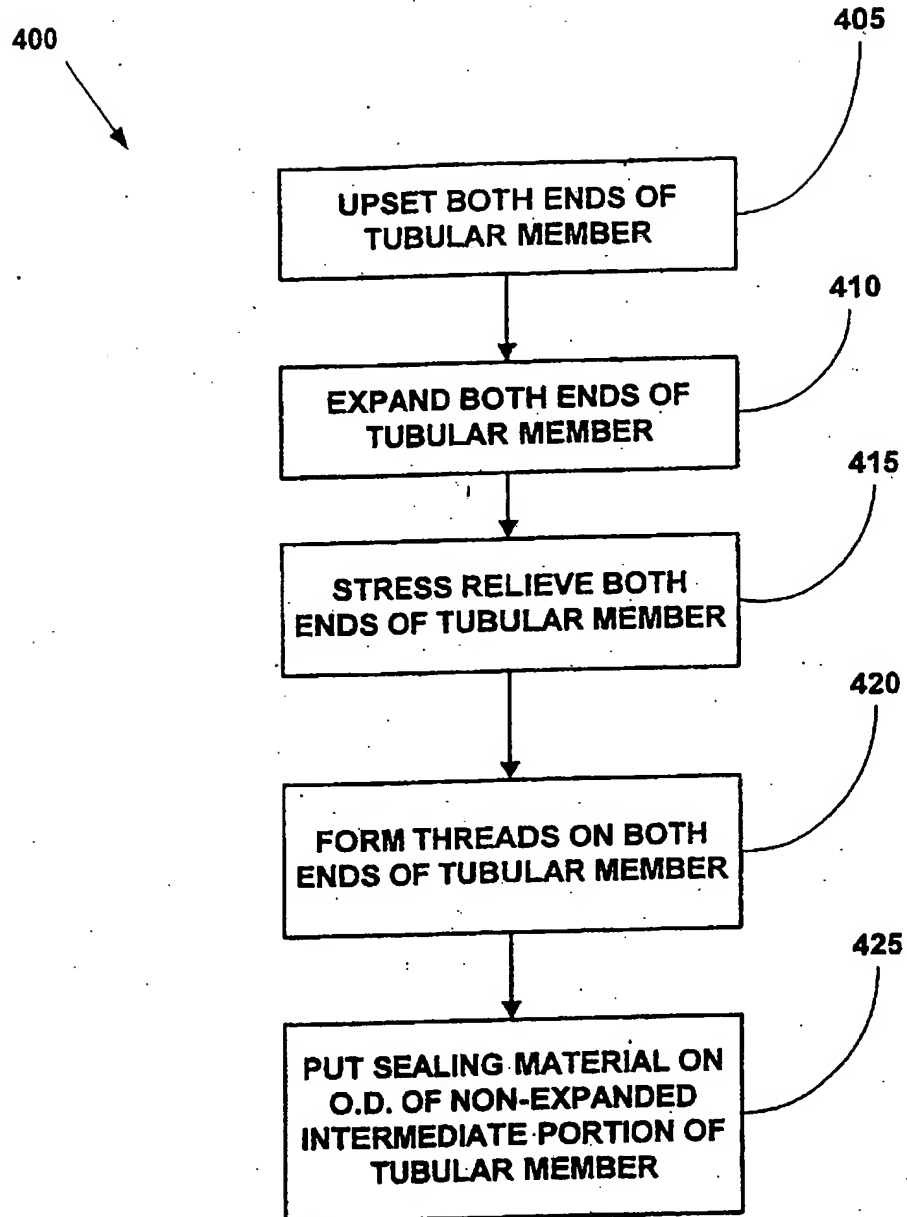 400
405
UPSET BOTH ENDS OF
TUBULAR MEMBER
410
EXPAND BOTH ENDS OF
TUBULAR MEMBER
415
STRESS RELIEVE BOTH
ENDS OF TUBULAR MEMBER
420
FORM THREADS ON BOTH
ENDS OF TUBULAR MEMBER
425
PUT SEALING MATERIAL ON
O.D. OF NON-EXPANDED
INTERMEDIATE PORTION OF
TUBULAR MEMBER